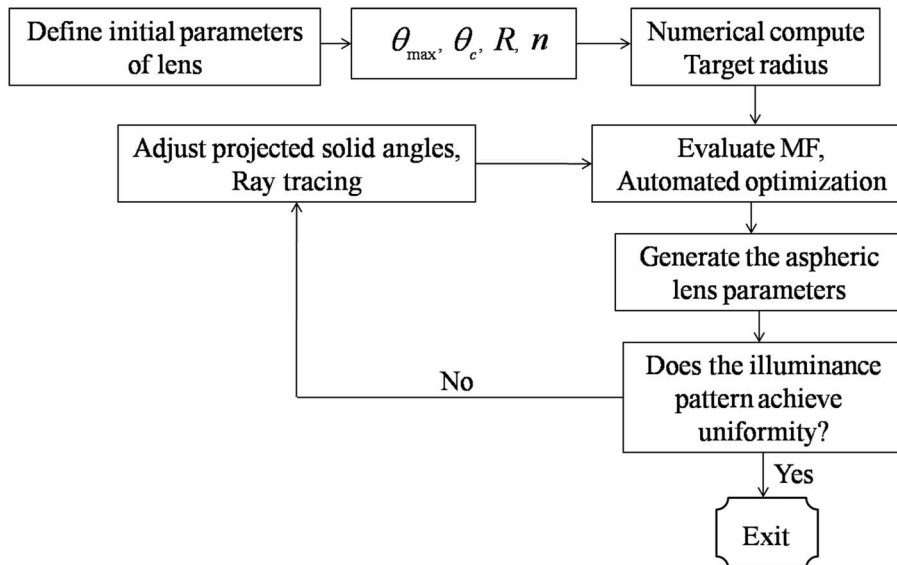 Define initial parameters
of lens
θmax, θc, R, n
Numerical compute
Target radius
Adjust projected solid angles,
Ray tracing
Evaluate MF,
Automated optimization
Generate the aspheric
lens parameters
Does the illuminance
pattern achieve
uniformity?
No
Yes
Exit